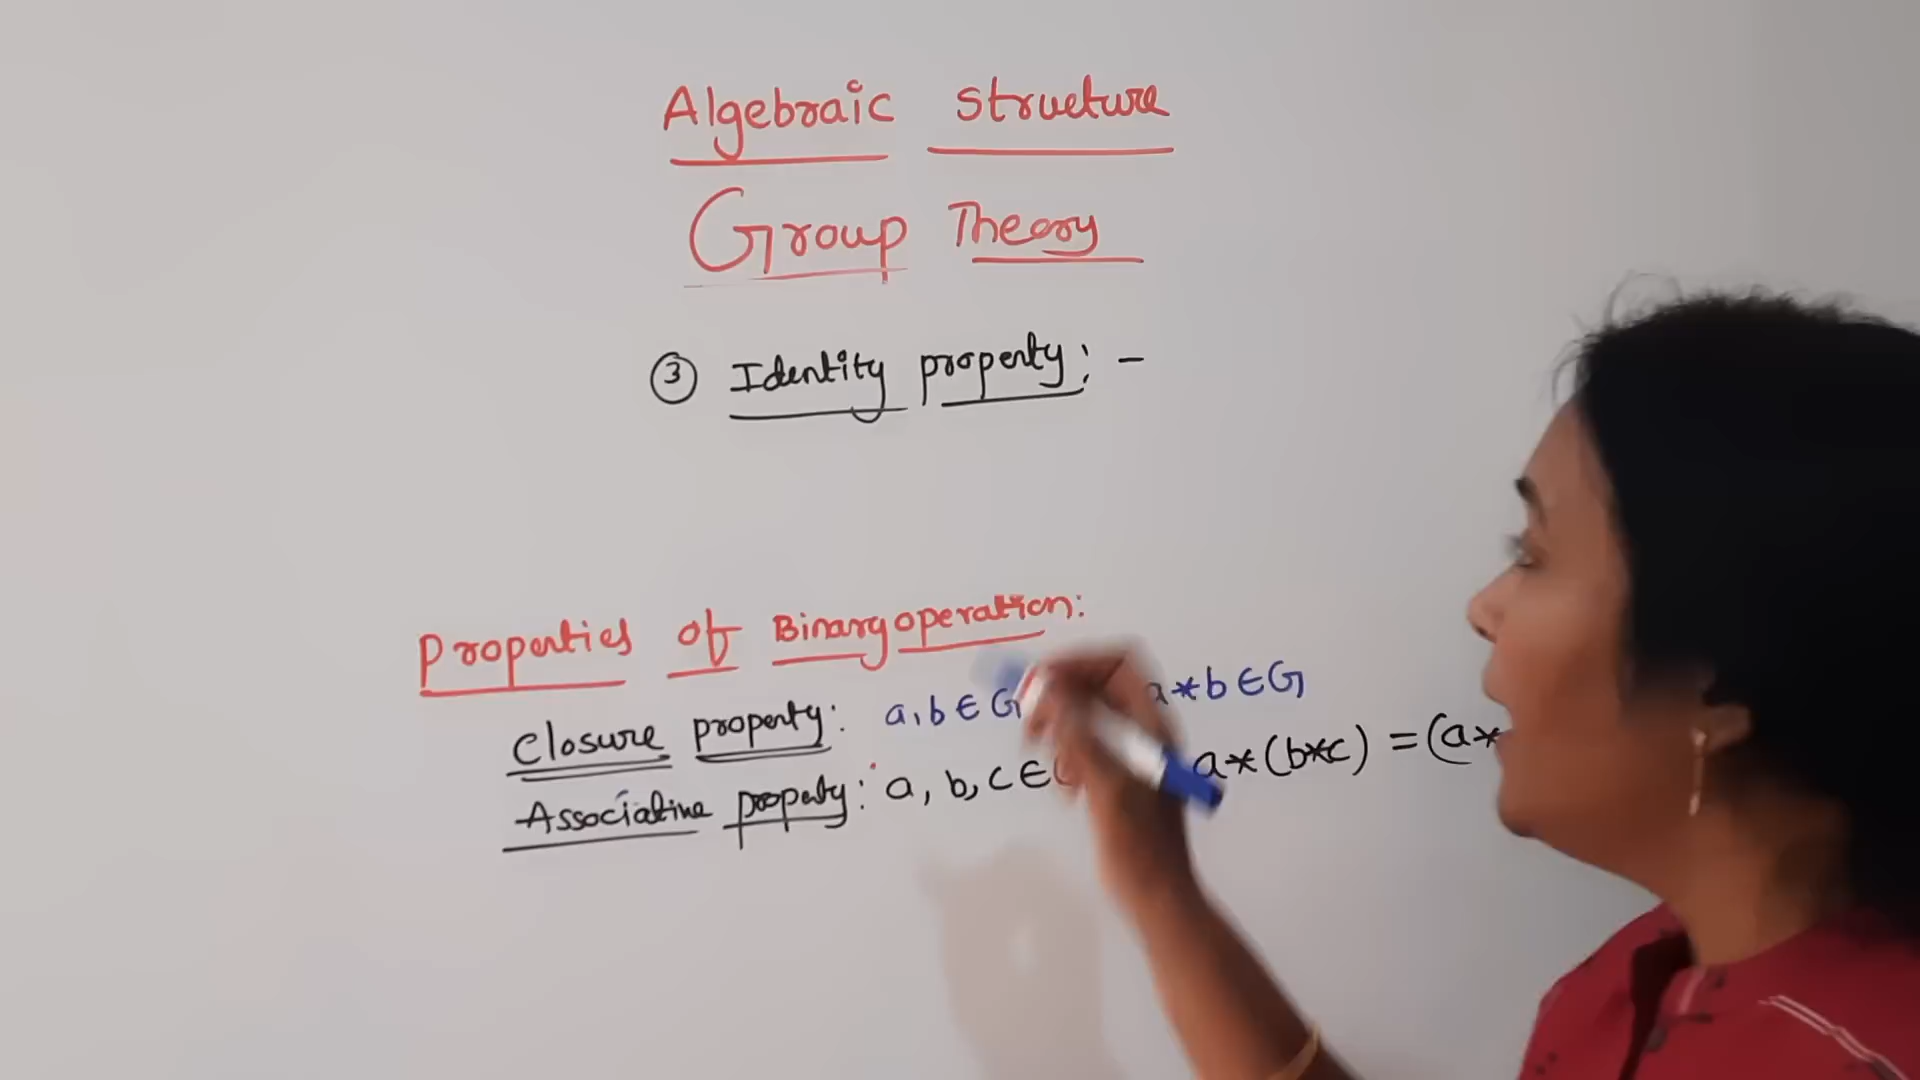 Algebraic structure
Group Theory
③ Identity property: -
Properties of Binary operation:
Closure property: a, b ∈ G a * b ∈ G
Associative property: a, b, c ∈ a * (b * c) = (a *